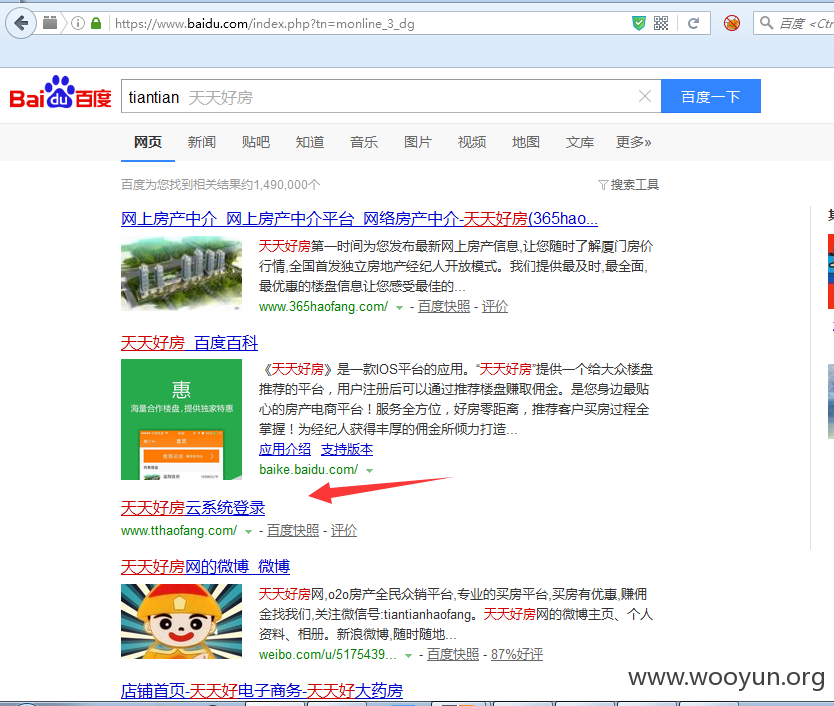 https://www.baidu.com/index.php?tn=monline_3_dg
百度 <Ctr
Bai du 百度
tiantian 天天好房
百度一下
网页 新闻 贴吧 知道 音乐 图片 视频 地图 文库 更多»
百度为您找到相关结果约1,490,000个
搜索工具
网上房产中介_网上房产中介平台_网络房产中介-天天好房(365hao...
天天好房第一时间为您发布最新网上房产信息,让您随时了解厦门房价
行情,全国首发独立房地产经纪人开放模式。我们提供最及时,最全面,
最优惠的楼盘信息让您感受最佳的...
www.365haofang.com/ - 百度快照 - 评价
天天好房_百度百科
惠
海量合作楼盘,提供独家特惠
《天天好房》是一款IOS平台的应用。“天天好房”提供一个给大众楼盘
推荐的平台，用户注册后可以通过推荐楼盘赚取佣金。是您身边最贴
心的房产电商平台！服务全方位，好房零距离，推荐客户买房过程全
掌握！为经纪人获得丰厚的佣金所倾力打造...
应用介绍 支持版本
baike.baidu.com/
天天好房云系统登录
www.tthaofang.com/ - 百度快照 - 评价
天天好房网的微博_微博
天天好房网,o2o房产全民众销平台,专业的买房平台,买房有优惠,赚佣
金找我们,关注微信号:tiantianhaofang。天天好房网的微博主页、个人
资料、相册。新浪微博,随时随地...
weibo.com/u/5175439... - 百度快照 - 87%好评
店铺首页-天天好电子商务-天天好大药房
www.wooyun.org